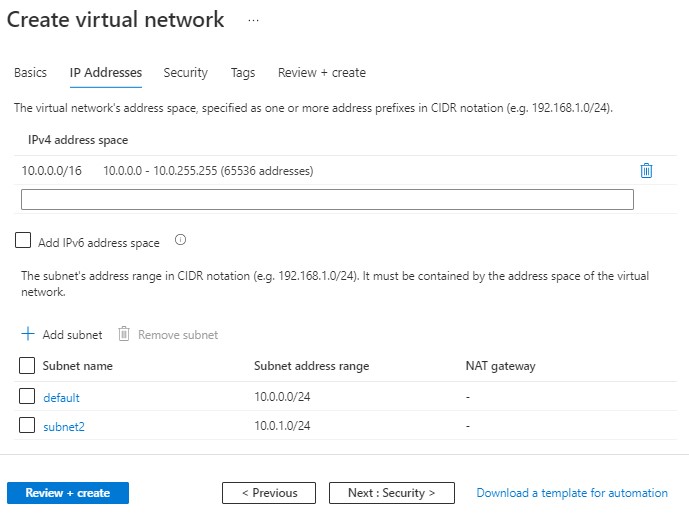 Create virtual network ...
Basics IP Addresses Security Tags Review + create
The virtual network's address space, specified as one or more address prefixes in CIDR notation (e.g. 192.168.1.0/24).
IPv4 address space
10.0.0.0/16 10.0.0.0 - 10.0.255.255 (65536 addresses)
Add IPv6 address space
The subnet's address range in CIDR notation (e.g. 192.168.1.0/24). It must be contained by the address space of the virtual
network.
+ Add subnet Remove subnet
Subnet name Subnet address range NAT gateway
default 10.0.0.0/24 -
subnet2 10.0.1.0/24 -
Review + create < Previous Next : Security > Download a template for automation